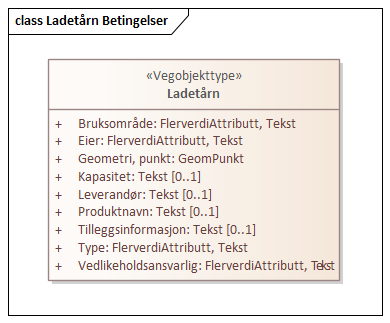 class Ladetårn Betingelser
«Vegobjekttype»
Ladetårn
+ Bruksområde: FlerverdiAttributt, Tekst
+ Eier: FlerverdiAttributt, Tekst
+ Geometri, punkt: GeomPunkt
+ Kapasitet: Tekst [0..1]
+ Leverandør: Tekst [0..1]
+ Produktnavn: Tekst [0..1]
+ Tilleggsinformasjon: Tekst [0..1]
+ Type: FlerverdiAttributt, Tekst
+ Vedlikeholdsansvarlig: FlerverdiAttributt, Tekst